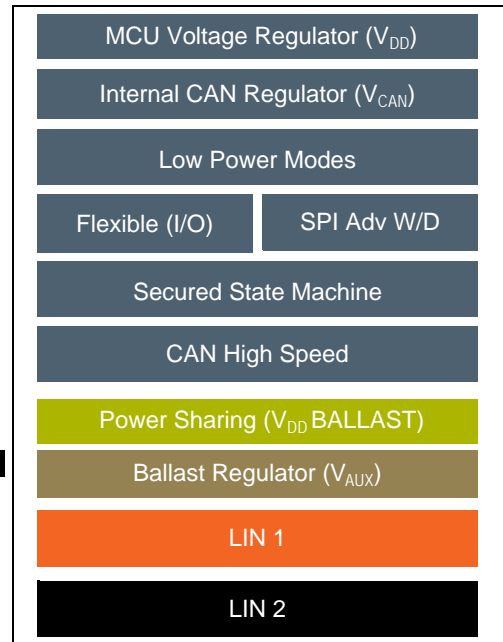 MCU Voltage Regulator (VDD)
Internal CAN Regulator (VCAN)
Low Power Modes
Flexible (I/O) SPI Adv W/D
Secured State Machine
CAN High Speed
Power Sharing (VDD BALLAST)
Ballast Regulator (VAUX)
LIN 1
LIN 2